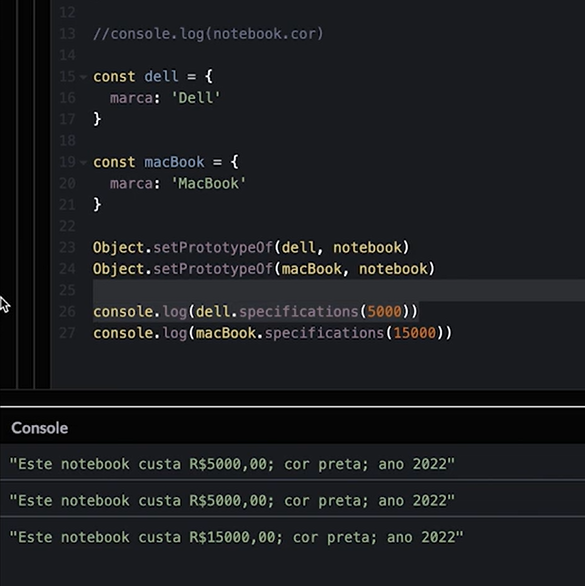 12
13 //console.log(notebook.cor)
14
15 const dell = {
16 marca: 'Dell'
17 }
18
19 const macBook = {
20 marca: 'MacBook'
21 }
22
23 Object.setPrototypeOf(dell, notebook)
24 Object.setPrototypeOf(macBook, notebook)
25
26 console.log(dell.specifications(5000))
27 console.log(macBook.specifications(15000))
Console
"Este notebook custa R$5000,00; cor preta; ano 2022"
"Este notebook custa R$5000,00; cor preta; ano 2022"
"Este notebook custa R$15000,00; cor preta; ano 2022"